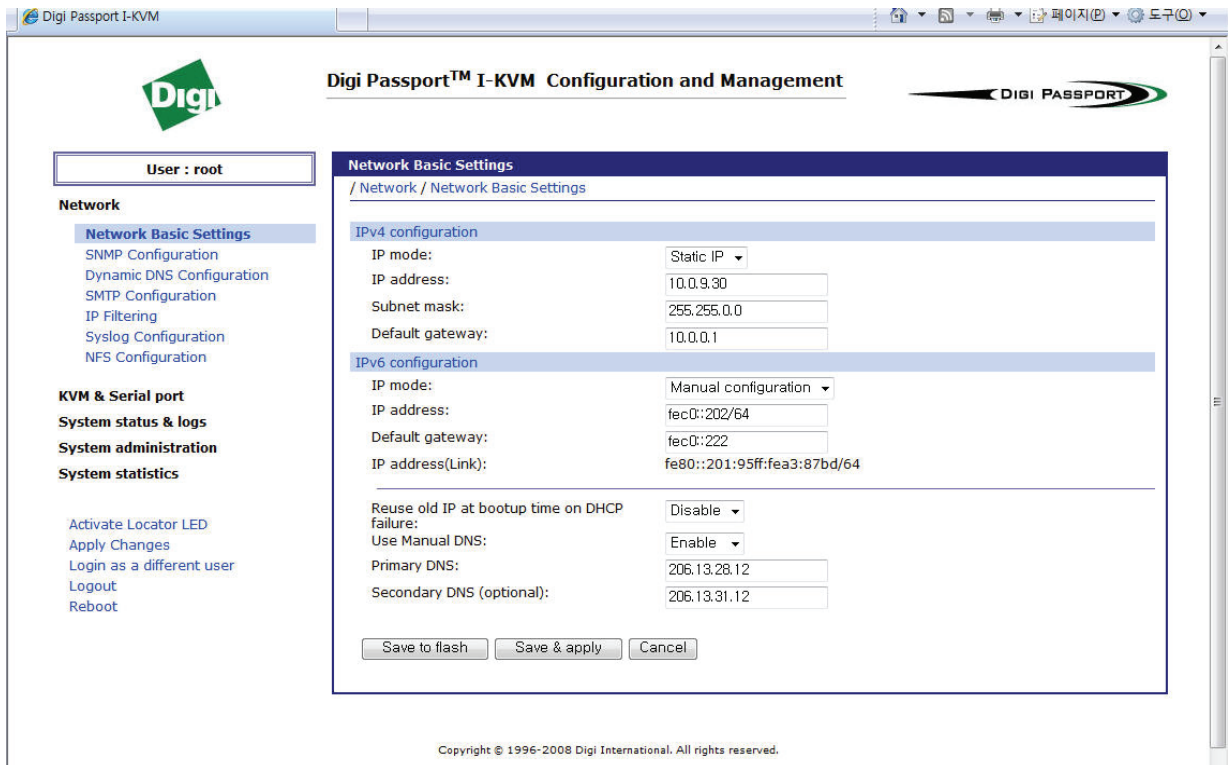 Digi Passport I-KVM
페이지(P)
도구(O)
Digi
Digi Passport™ I-KVM Configuration and Management
DIGI PASSPORT
User : root
Network
Network Basic Settings
SNMP Configuration
Dynamic DNS Configuration
SMTP Configuration
IP Filtering
Syslog Configuration
NFS Configuration
KVM & Serial port
System status & logs
System administration
System statistics
Activate Locator LED
Apply Changes
Login as a different user
Logout
Reboot
Network Basic Settings
/ Network / Network Basic Settings
IPv4 configuration
IP mode: Static IP
IP address: 10.0.9.30
Subnet mask: 255.255.0.0
Default gateway: 10.0.0.1
IPv6 configuration
IP mode: Manual configuration
IP address: fec0::202/64
Default gateway: fec0::222
IP address(Link): fe80::201:95ff:fea3:87bd/64
Reuse old IP at bootup time on DHCP Disable
failure:
Use Manual DNS: Enable
Primary DNS: 206.13.28.12
Secondary DNS (optional): 206.13.31.12
Save to flash Save & apply Cancel
Copyright © 1996-2008 Digi International. All rights reserved.